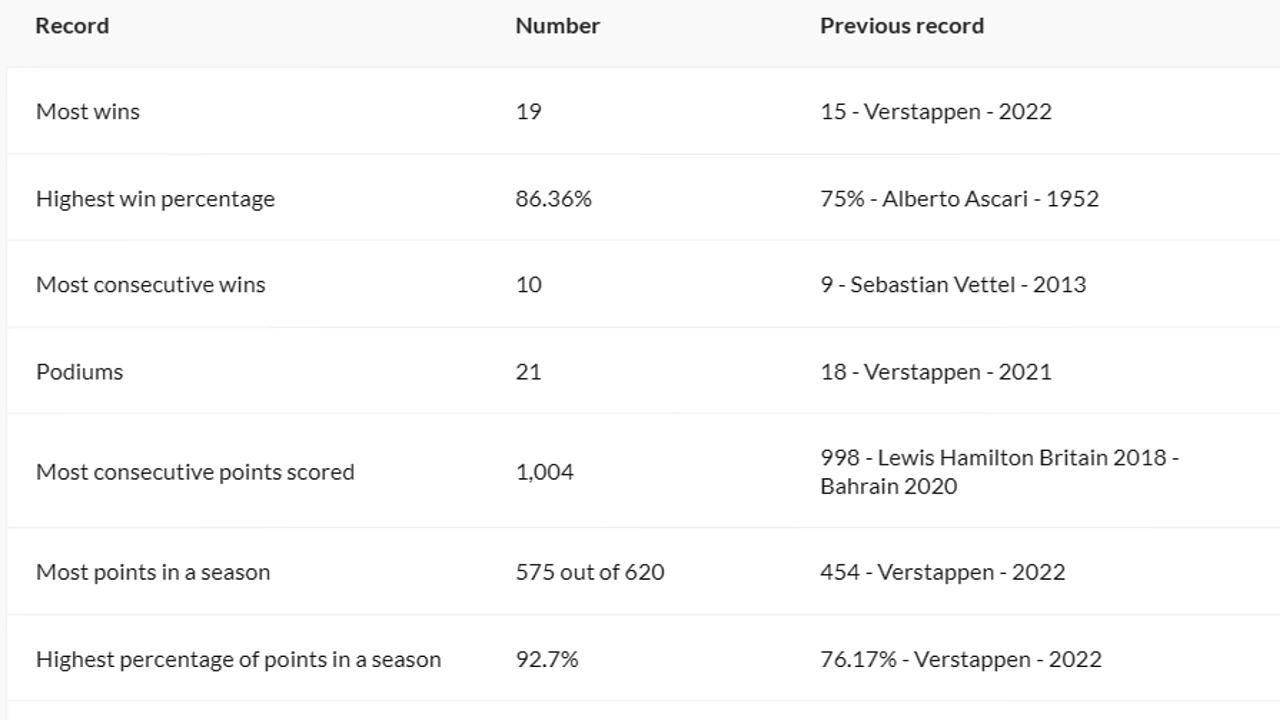 Record Number Previous record
Most wins 19 15 - Verstappen - 2022
Highest win percentage 86.36% 75% - Alberto Ascari - 1952
Most consecutive wins 10 9 - Sebastian Vettel - 2013
Podiums 21 18 - Verstappen - 2021
Most consecutive points scored 1,004 998 - Lewis Hamilton Britain 2018 -
Bahrain 2020
Most points in a season 575 out of 620 454 - Verstappen - 2022
Highest percentage of points in a season 92.7% 76.17% - Verstappen - 2022